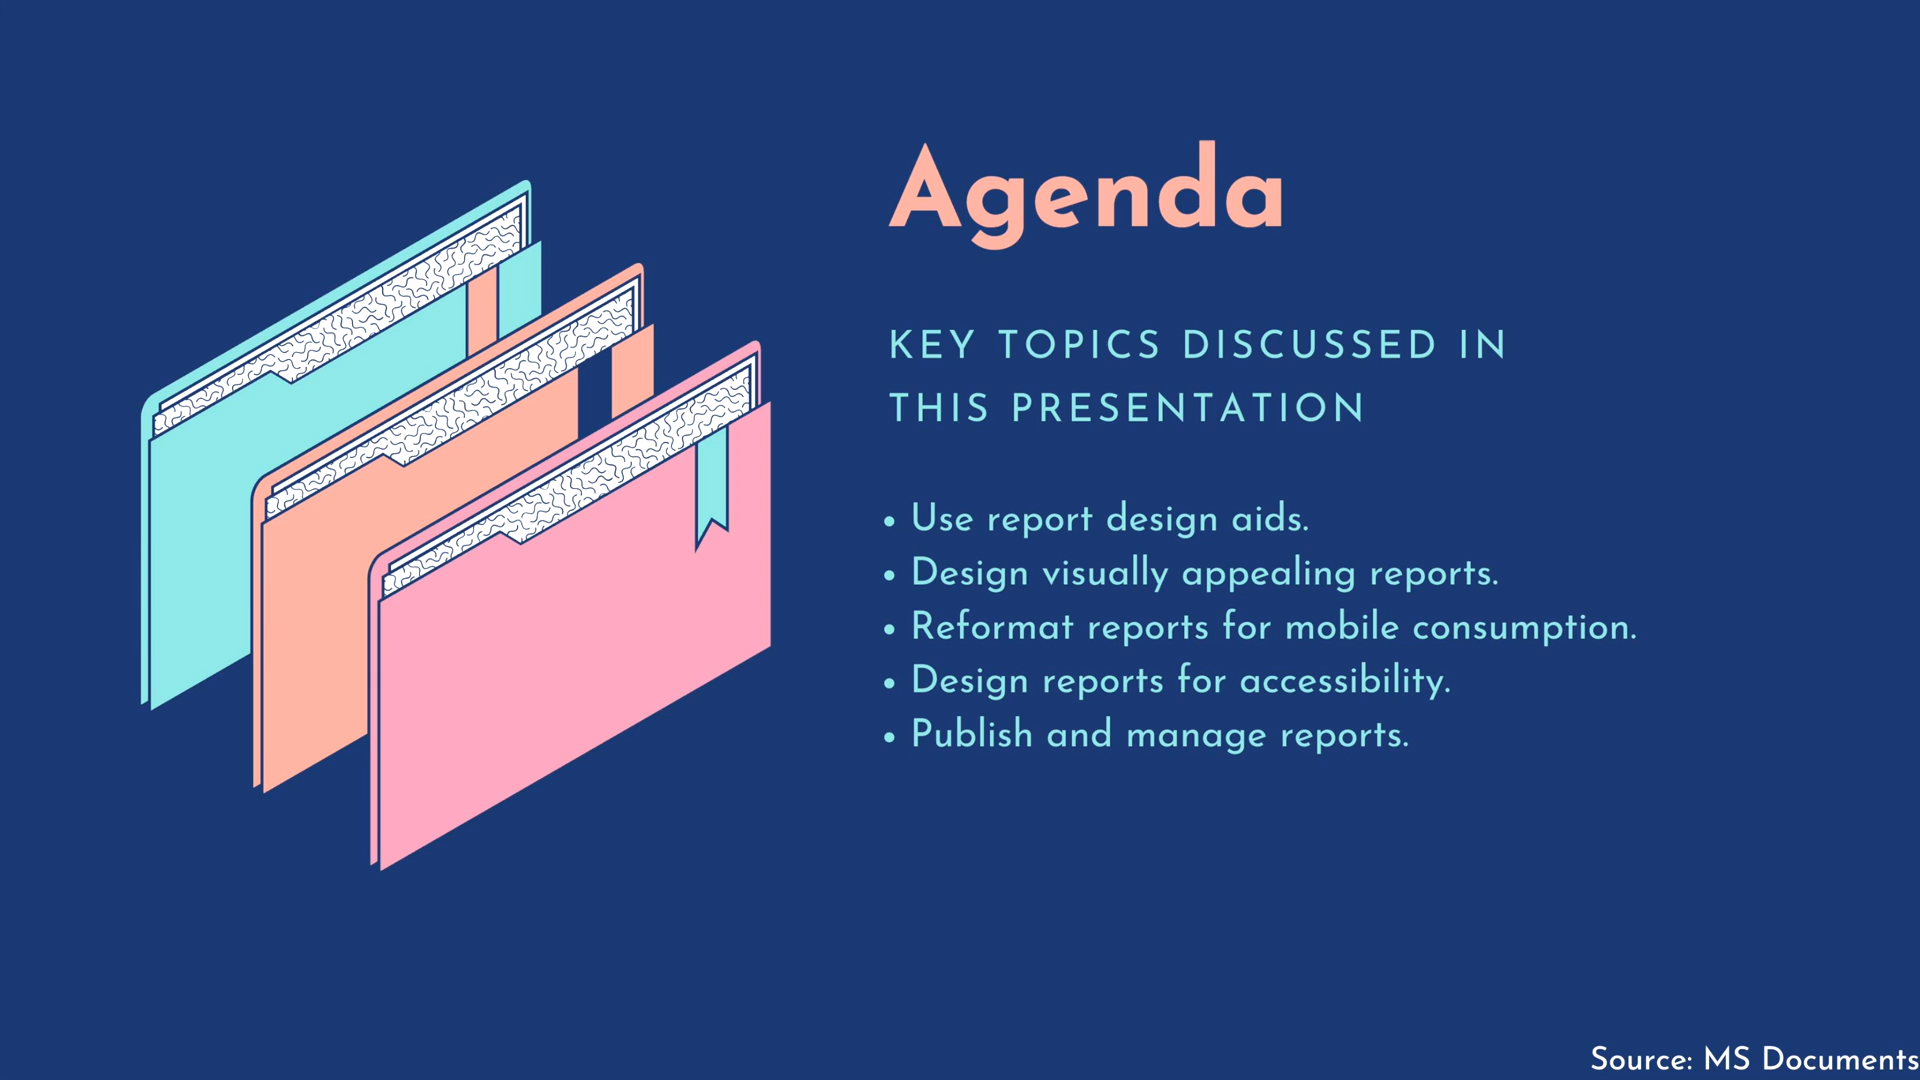 Agenda
KEY TOPICS DISCUSSED IN
THIS PRESENTATION
• Use report design aids.
• Design visually appealing reports.
• Reformat reports for mobile consumption.
• Design reports for accessibility.
• Publish and manage reports.
Source: MS Documents